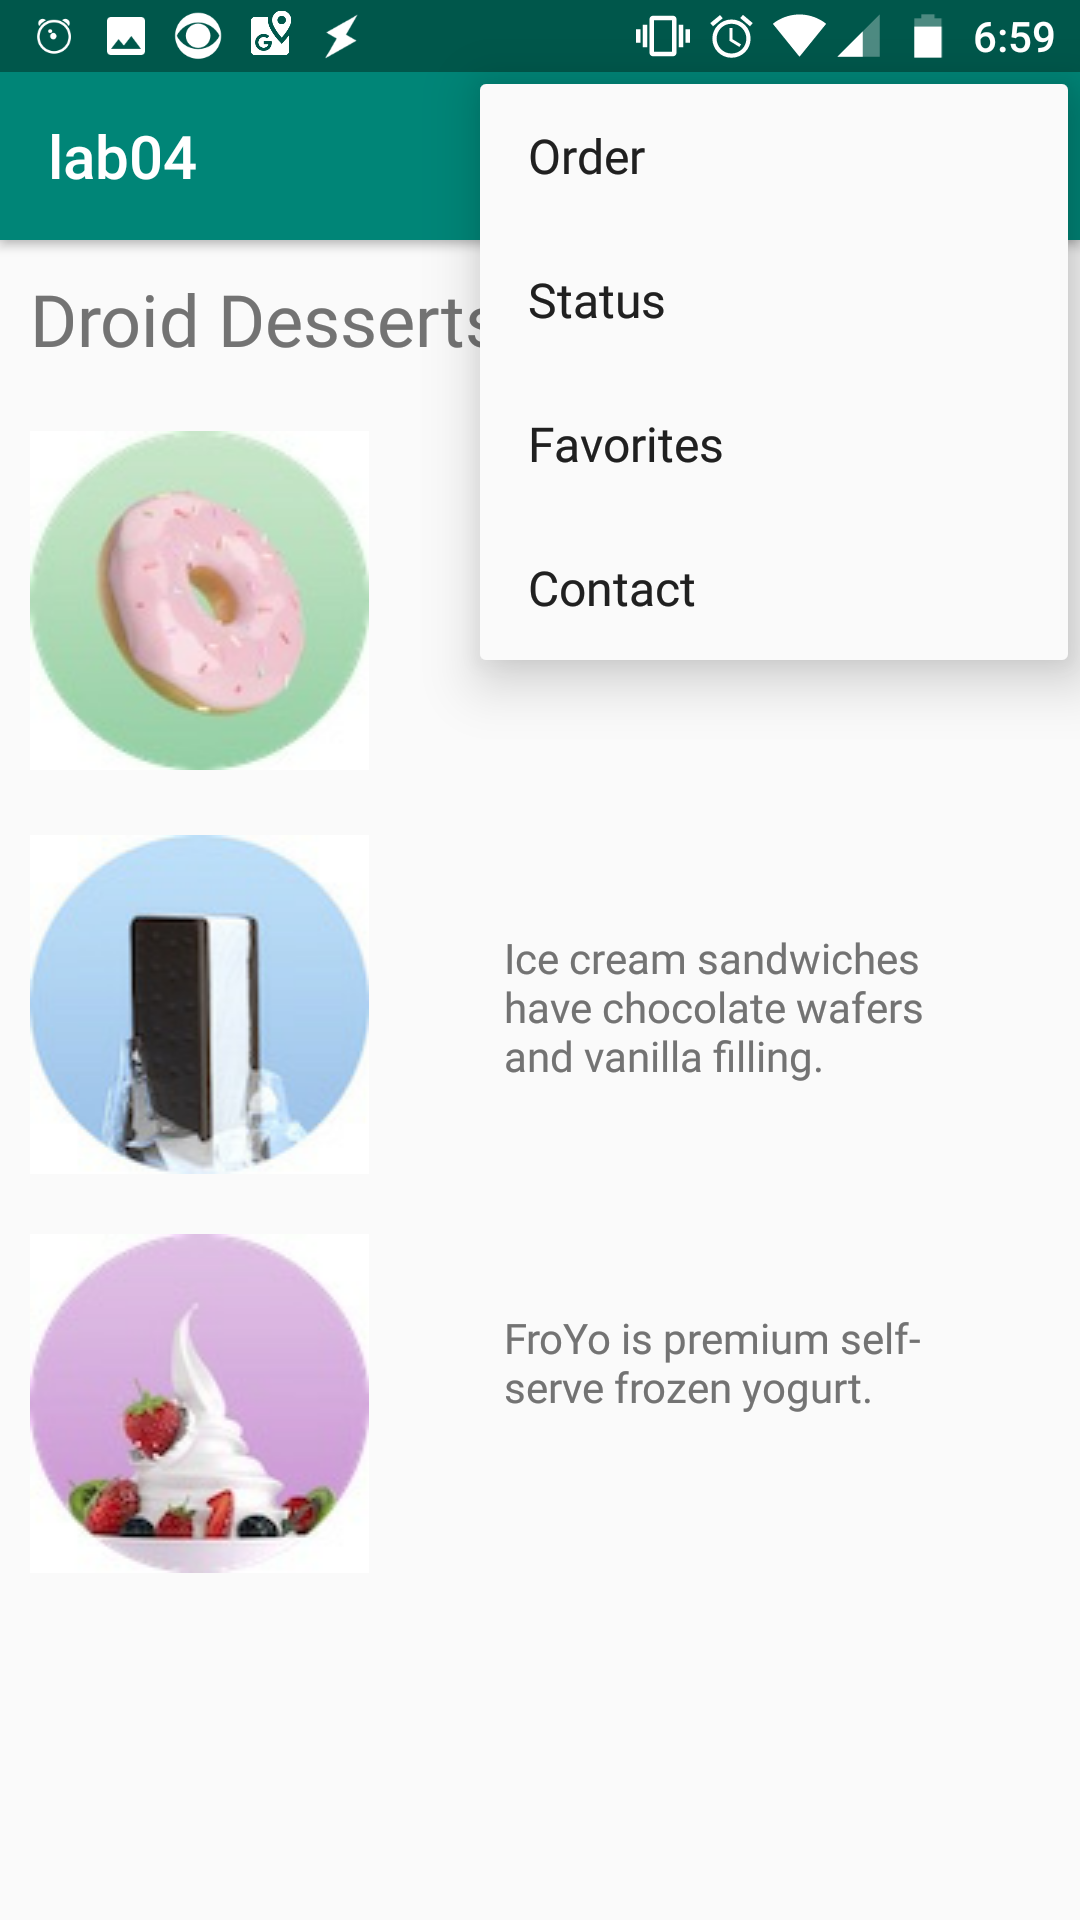 6:59
lab04
Order
Status
Favorites
Contact
Droid Desserts
Ice cream sandwiches
have chocolate wafers
and vanilla filling.
FroYo is premium self-
serve frozen yogurt.